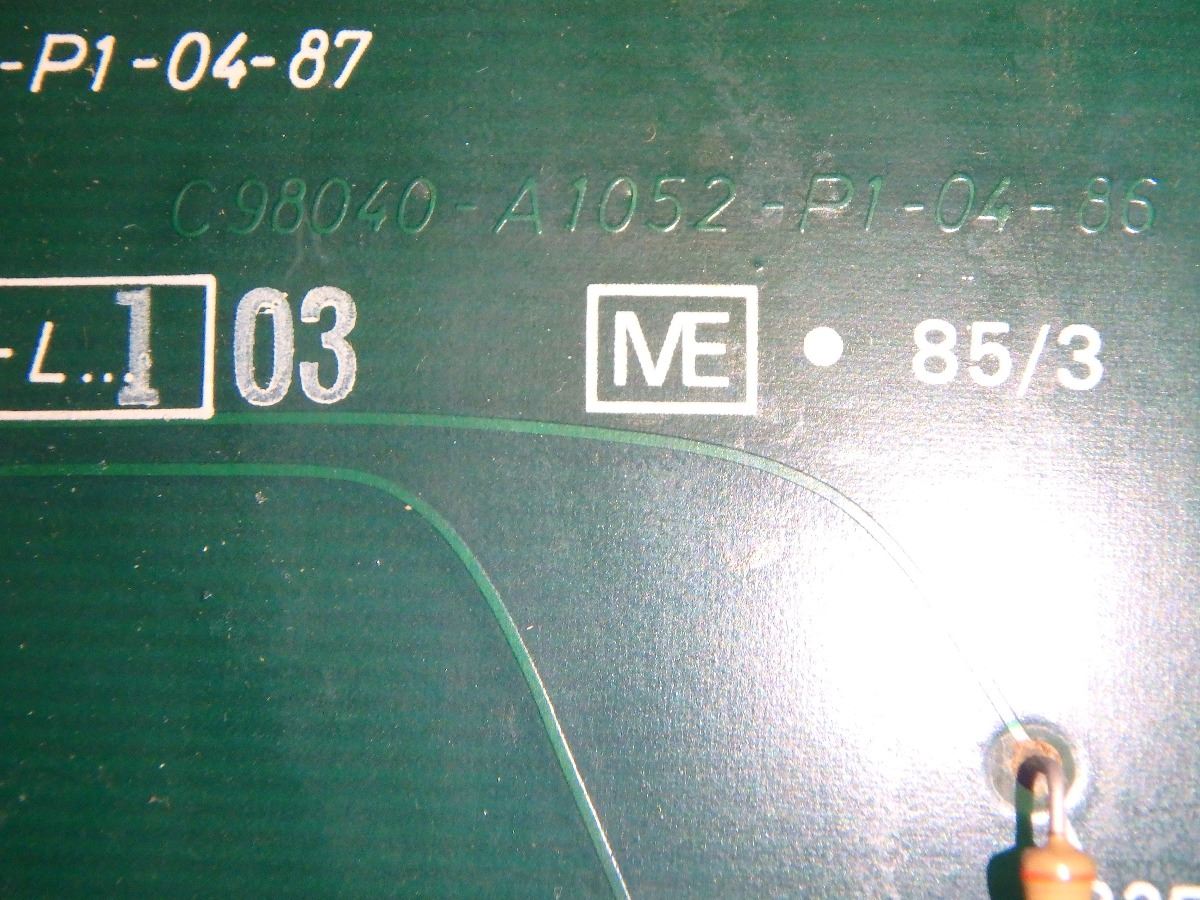 -P1-04-87
C98040-A1052-P1-04-86
-L... 1 03 ME • 85/3